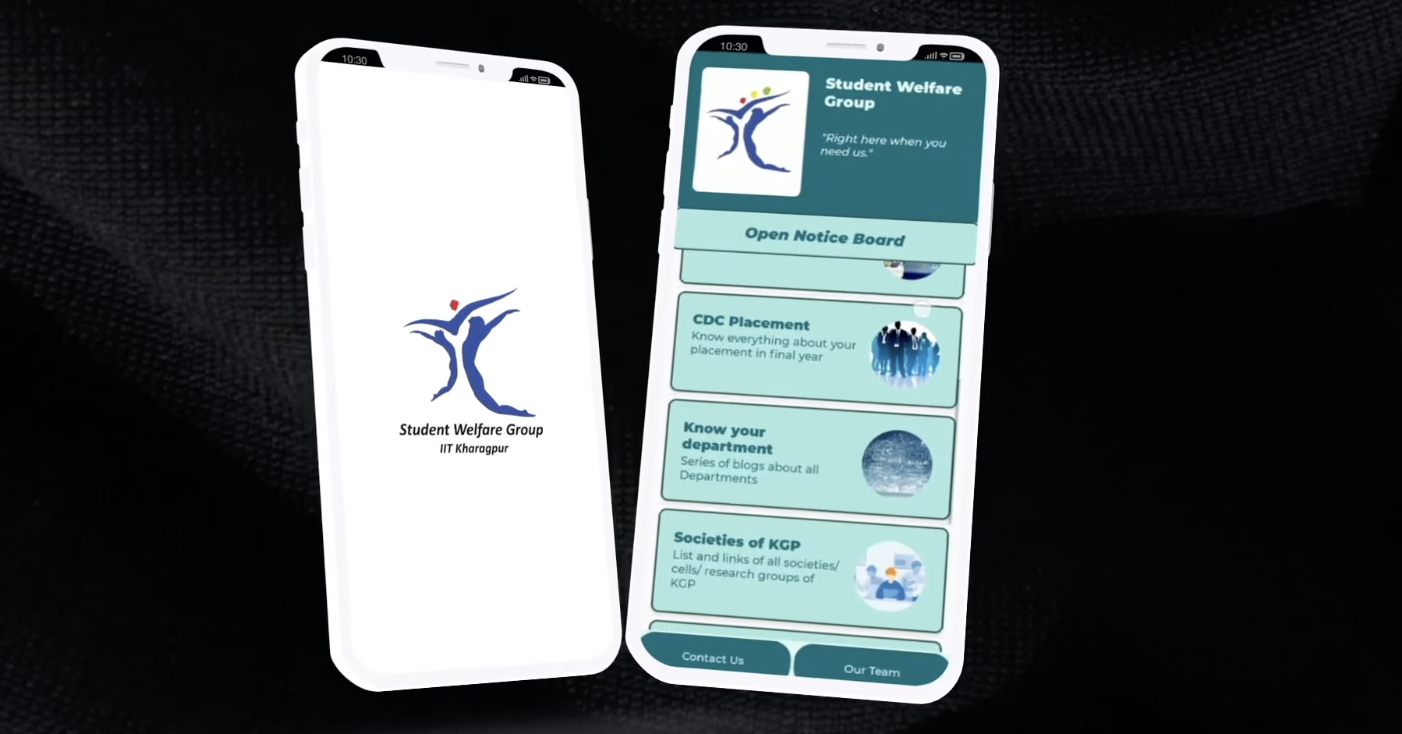 10:30
Student Welfare Group
IIT Kharagpur
10:30
Student Welfare
Group
"Right here when you
need us."
Open Notice Board
CDC Placement
Know everything about your
placement in final year
Know your
department
Series of blogs about all
Departments
Societies of KGP
List and links of all societies/
cells/ research groups of
KGP
Contact Us
Our Team